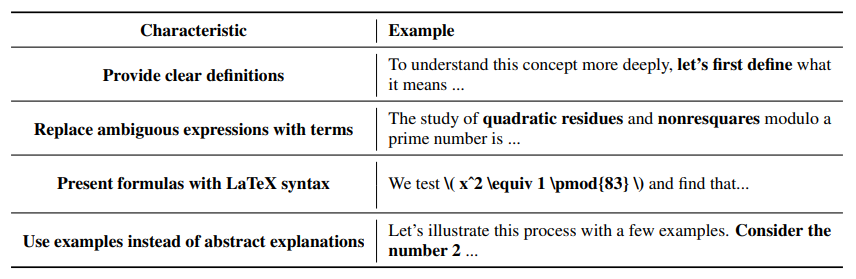 Characteristic Example
Provide clear definitions
To understand this concept more deeply, let's first define what
it means ...
Replace ambiguous expressions with terms
The study of quadratic residues and nonresquares modulo a
prime number is ...
Present formulas with LaTeX syntax
We test \( x^2 \equiv 1 \pmod{83} \) and find that...
Use examples instead of abstract explanations
Let's illustrate this process with a few examples. Consider the
number 2 ...